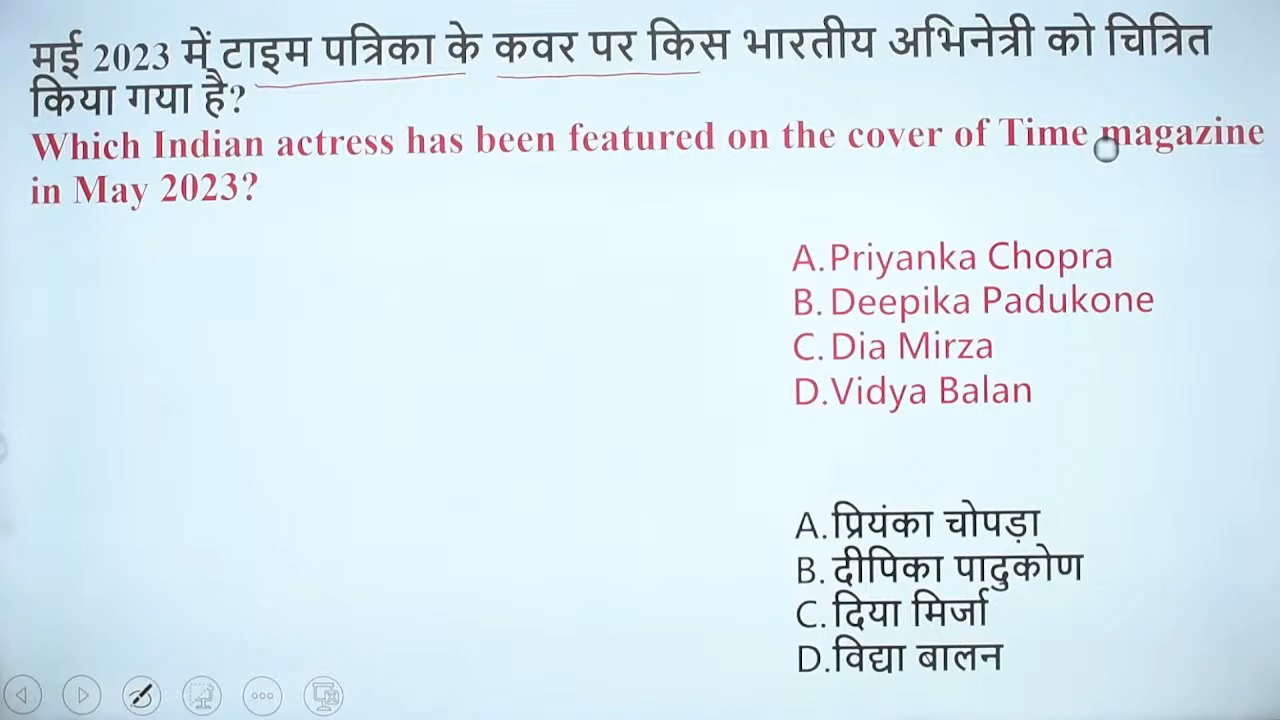 मई 2023 में टाइम पत्रिका के कवर पर किस भारतीय अभिनेत्री को चित्रित
किया गया है?
Which Indian actress has been featured on the cover of Time magazine
in May 2023?
A. Priyanka Chopra
B. Deepika Padukone
C. Dia Mirza
D. Vidya Balan
A. प्रियंका चोपड़ा
B. दीपिका पादुकोण
C. दिया मिर्जा
D. विद्या बालन